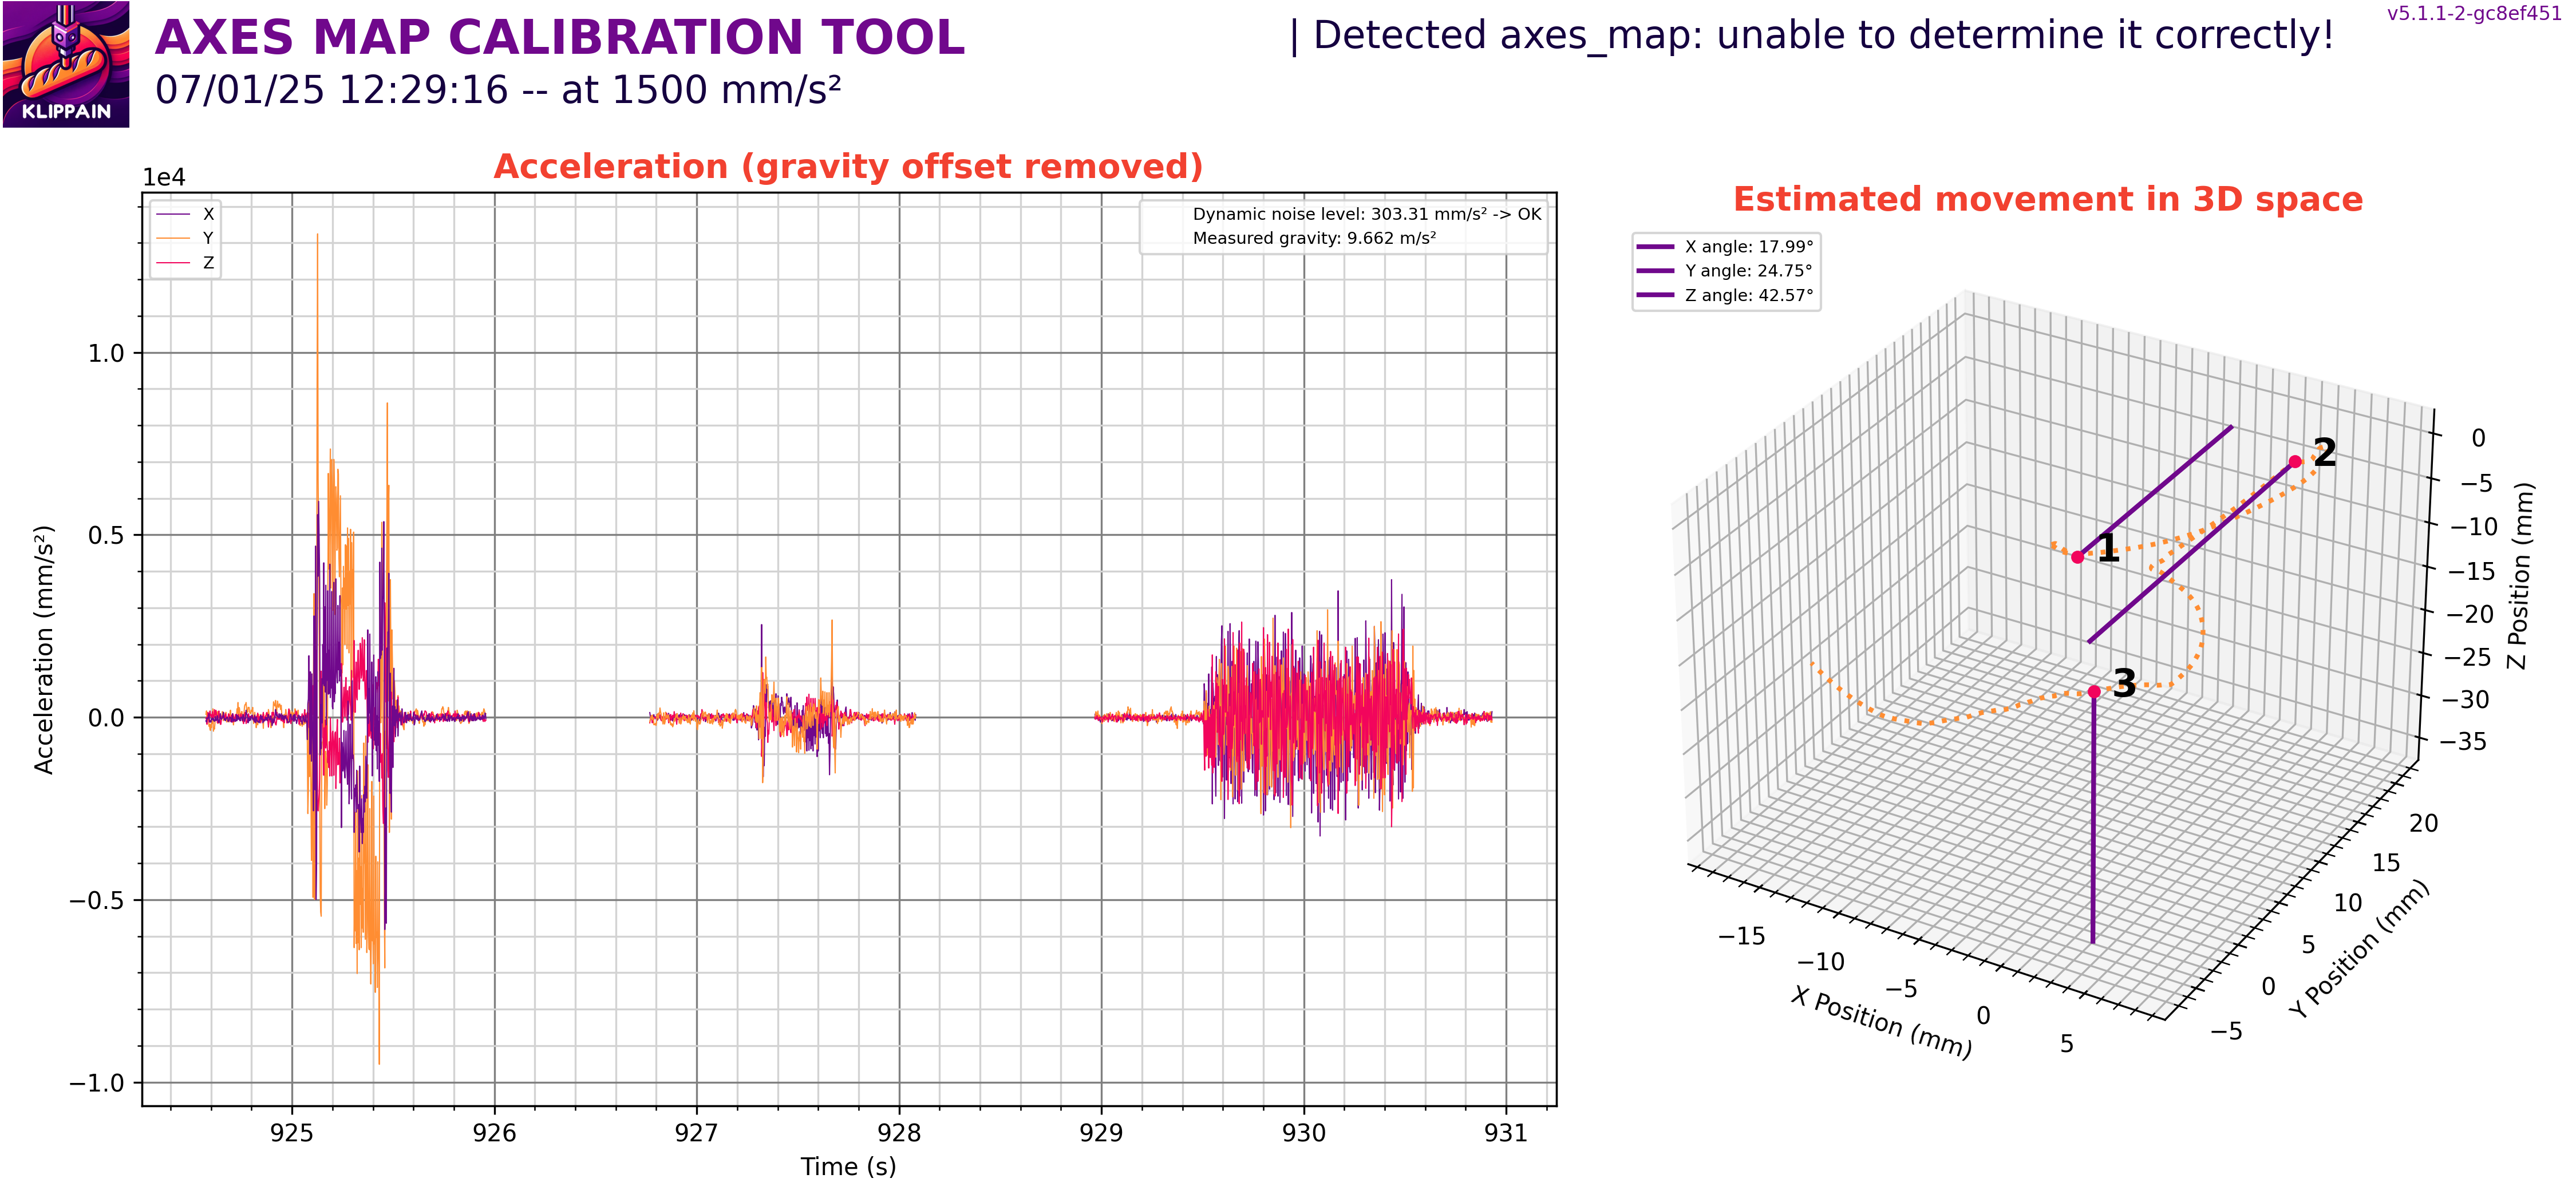 KLIPPAIN
AXES MAP CALIBRATION TOOL
07/01/25 12:29:16 -- at 1500 mm/s²
| Detected axes_map: unable to determine it correctly!
v5.1.1-2-gc8ef451
Acceleration (gravity offset removed)
1e4
X
Y
Z
Dynamic noise level: 303.31 mm/s² -> OK
Measured gravity: 9.662 m/s²
1.0
0.5
0.0
−0.5
−1.0
Acceleration (mm/s²)
925
926
927
928
929
930
931
Time (s)
Estimated movement in 3D space
X angle: 17.99°
Y angle: 24.75°
Z angle: 42.57°
1
2
3
0
−5
−10
−15
−20
−25
−30
−35
Z Position (mm)
20
15
10
5
0
−5
Y Position (mm)
−15
−10
−5
0
5
X Position (mm)